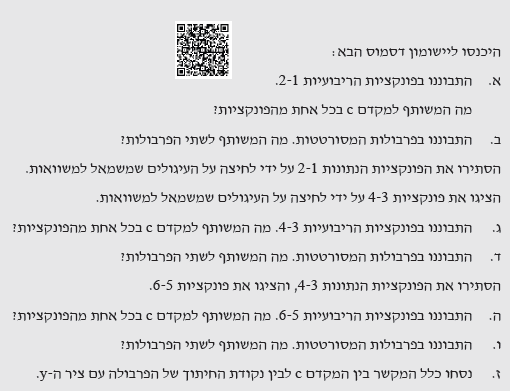 היכנסו ליישומון דסמוס הבא:
א. התבוננו בפונקציות הריבועיות 2-1.
מה המשותף למקדם c בכל אחת מהפונקציות?
ב. התבוננו בפרבולות המסורטטות. מה המשותף לשתי הפרבולות?
הסתירו את הפונקציות הנתונות 2-1 על ידי לחיצה על העיגולים שמשמאל למשוואות.
הציגו את פונקציות 4-3 על ידי לחיצה על העיגולים שמשמאל למשוואות.
ג. התבוננו בפונקציות הריבועיות 4-3. מה המשותף למקדם c בכל אחת מהפונקציות?
ד. התבוננו בפרבולות המסורטטות. מה המשותף לשתי הפרבולות?
הסתירו את הפונקציות הנתונות 4-3, והציגו את פונקציות 6-5.
ה. התבוננו בפונקציות הריבועיות 6-5. מה המשותף למקדם c בכל אחת מהפונקציות?
ו. התבוננו בפרבולות המסורטטות. מה המשותף לשתי הפרבולות?
ז. נסחו כלל המקשר בין המקדם c לבין נקודת החיתוך של הפרבולה עם ציר ה-y.